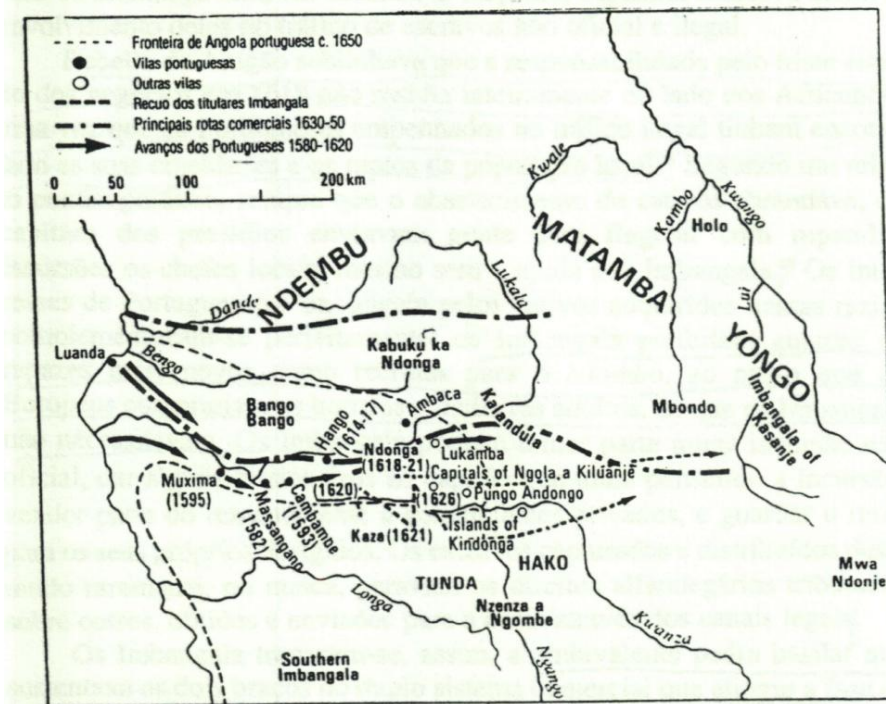 Fronteira de Angola portuguesa c. 1650
Vilas portuguesas
Outras vilas
Recuo dos titulares Imbangala
Principais rotas comerciais 1630-50
Avanços dos Portugueses 1580-1620
0 50 100 200 km
Kwale
Kambo
Kwango
Holo
MATAMBA
NDEMBU
Dande
Lukala
Luanda
Bengo
Kabuku ka
Ndonga
YONGO
Imbangala of
Kasanje
Mbondo
Bango
Bango
Ilango
(1614-17)
Ambaca
Kalandula
Ndonga
(1618-21)
Lukamba
Capitals of Ngola, a Kiluanje
Muxima
(1595)
Massangano
(1582)
Cambambe
(1593)
(1620)
(1626)
Pungo Andongo
Kaza (1621)
Islands of
Kindonga
HAKO
TUNDA
Longa
Nzenza a
Ngombe
Kuanza
Mwa
Ndonje
Southern
Imbangala
Ngango